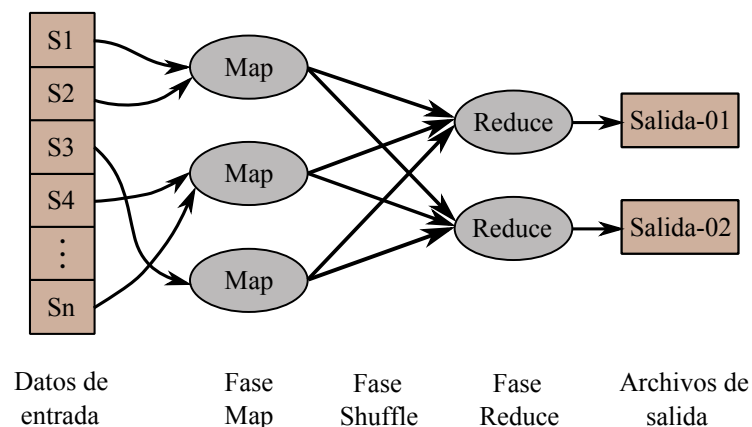 S1
S2
S3
S4
⋮
Sn
Map
Map
Map
Reduce
Reduce
Salida-01
Salida-02
Datos de
entrada
Fase
Map
Fase
Shuffle
Fase
Reduce
Archivos de
salida